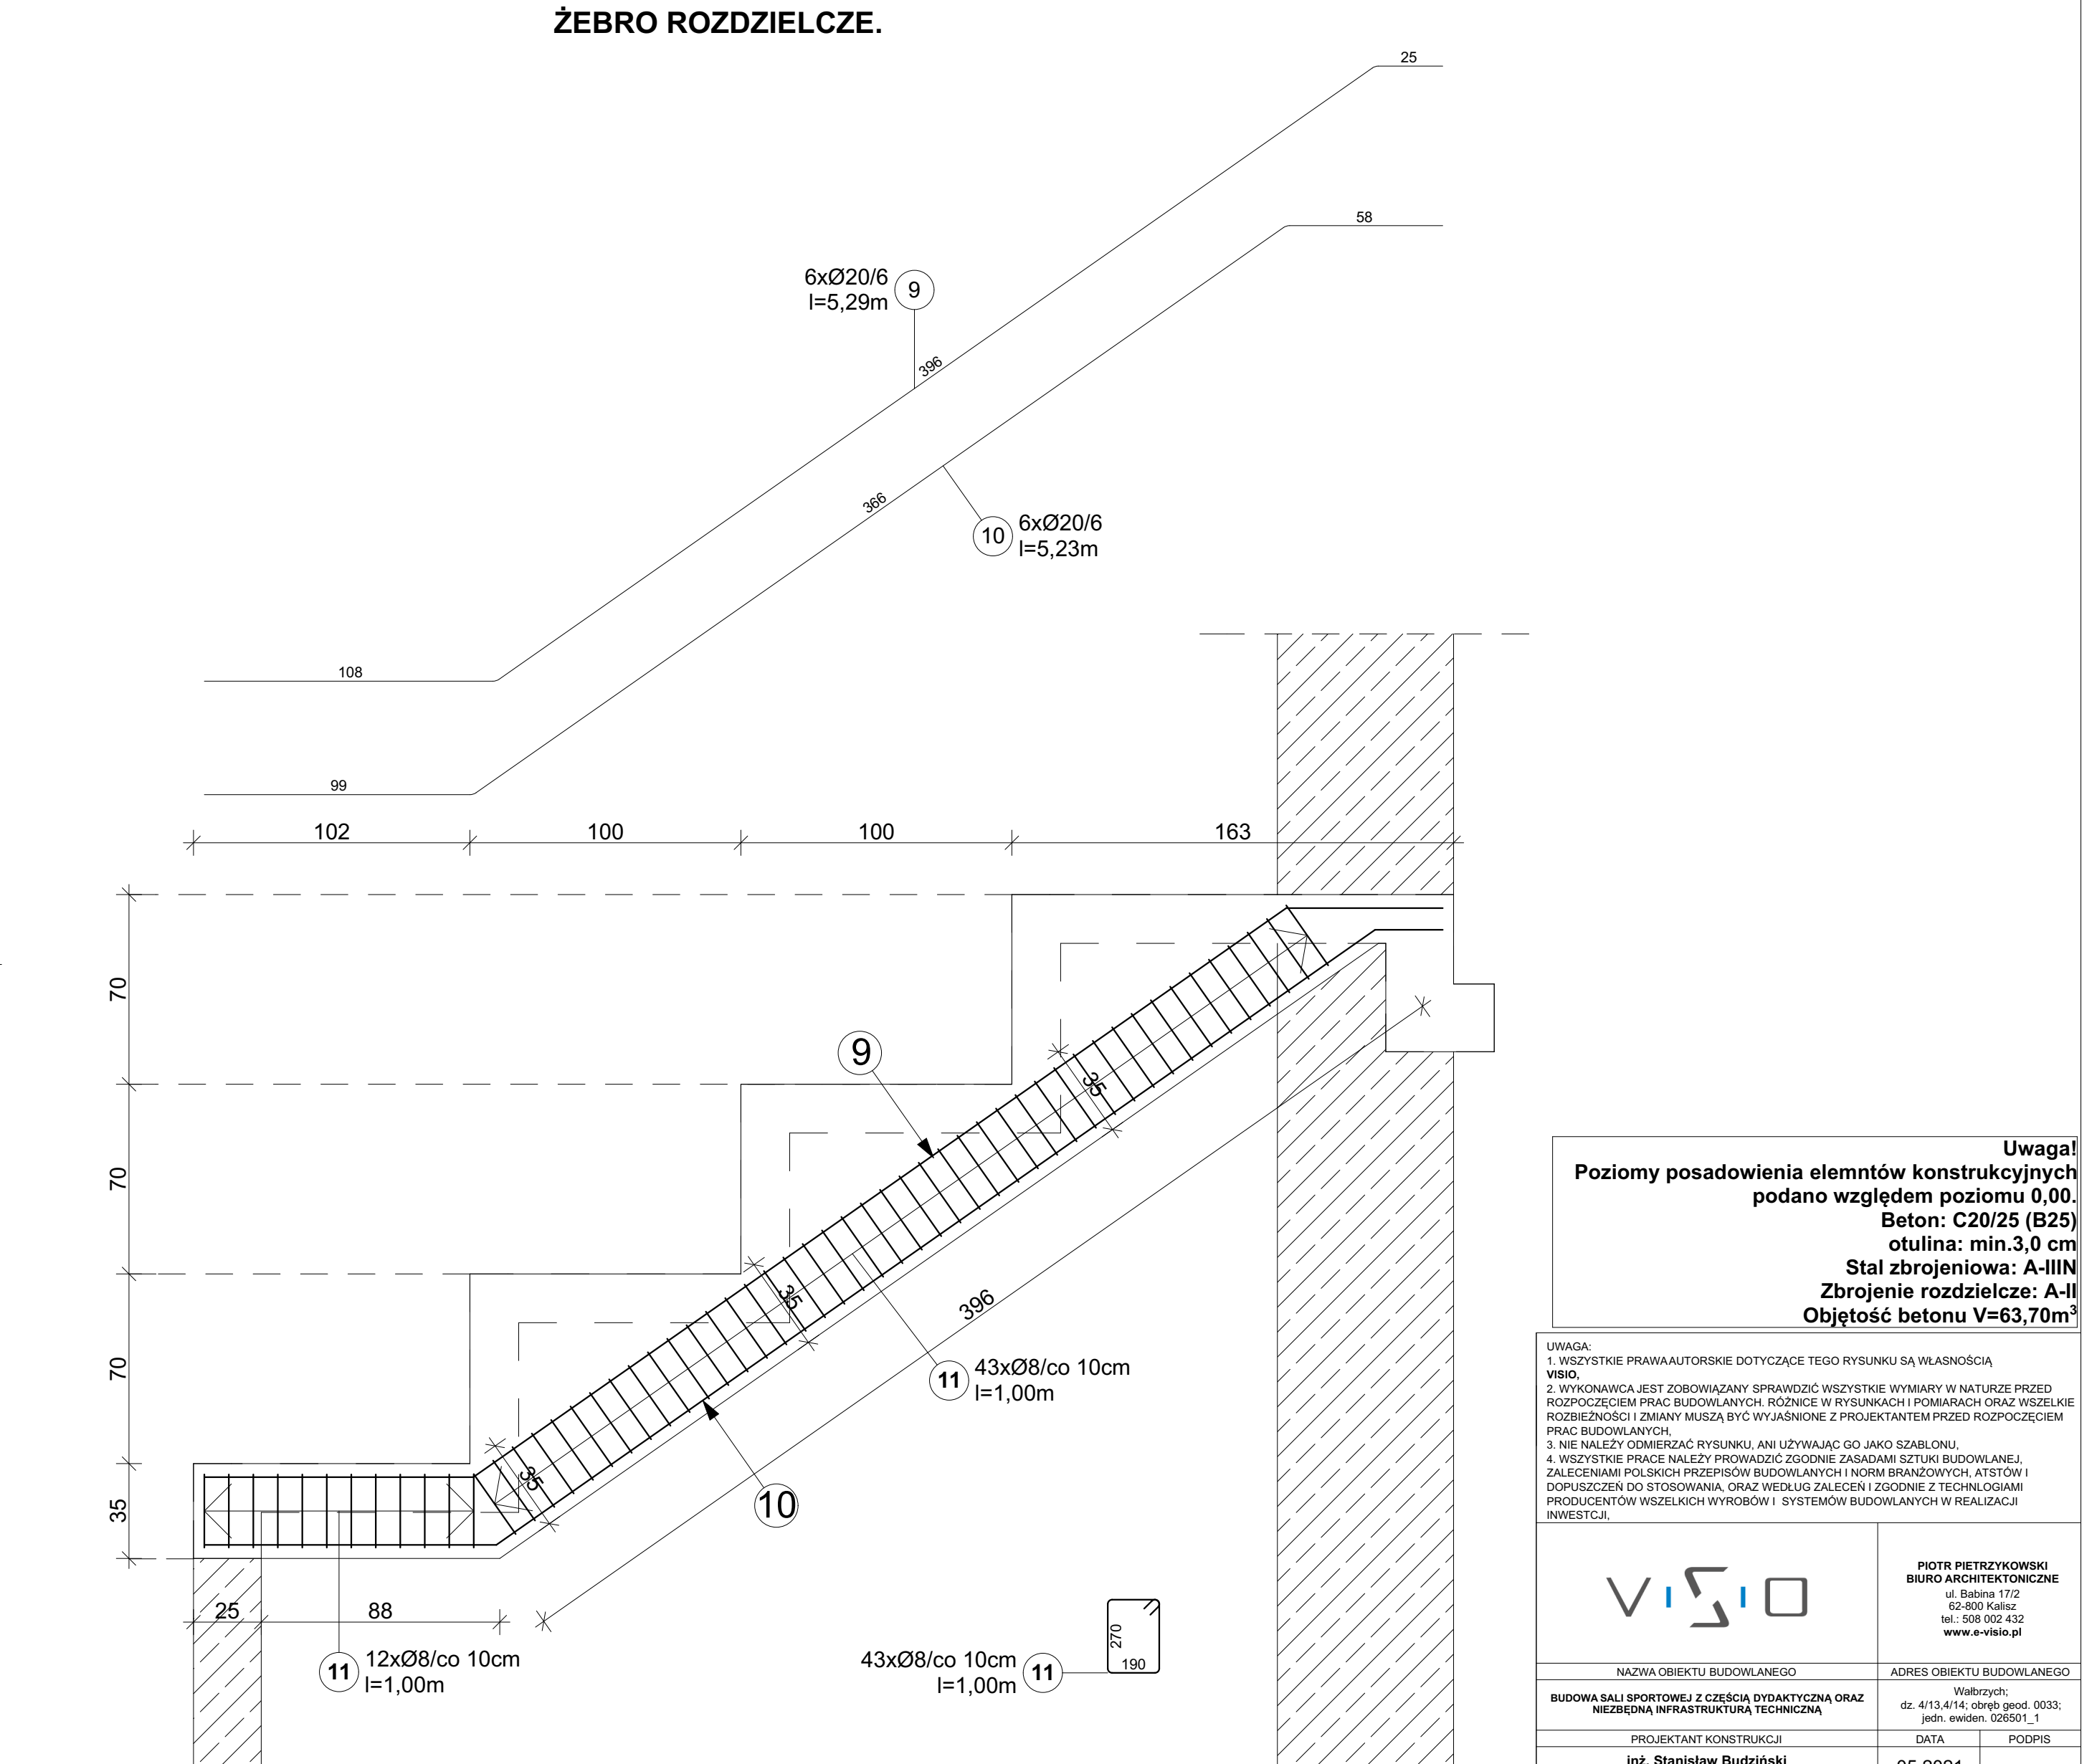 ŻEBRO ROZDZIELCZE.
25
58
6xØ20/6
l=5,29m
9
396
366
10
6xØ20/6
l=5,23m
108
99
102
100
100
163
70
70
70
35
9
35
35
35
396
11
43xØ8/co 10cm
l=1,00m
10
25
88
11
12xØ8/co 10cm
l=1,00m
43xØ8/co 10cm
l=1,00m
11
270
190
Uwaga!
Poziomy posadowienia elemntów konstrukcyjnych
podano względem poziomu 0,00.
Beton: C20/25 (B25)
otulina: min.3,0 cm
Stal zbrojeniowa: A-IIIN
Zbrojenie rozdzielcze: A-II
Objętość betonu V=63,70m³
UWAGA:
1. WSZYSTKIE PRAWA AUTORSKIE DOTYCZĄCE TEGO RYSUNKU SĄ WŁASNOŚCIĄ
VISIO,
2. WYKONAWCA JEST ZOBOWIĄZANY SPRAWDZIĆ WSZYSTKIE WYMIARY W NATURZE PRZED
ROZPOCZĘCIEM PRAC BUDOWLANYCH. RÓŻNICE W RYSUNKACH I POMIARACH ORAZ WSZELKIE
ROZBIEŻNOŚCI I ZMIANY MUSZĄ BYĆ WYJAŚNIONE Z PROJEKTANTEM PRZED ROZPOCZĘCIEM
PRAC BUDOWLANYCH,
3. NIE NALEŻY ODMIERZAĆ RYSUNKU, ANI UŻYWAJĄC GO JAKO SZABLONU,
4. WSZYSTKIE PRACE NALEŻY PROWADZIĆ ZGODNIE ZASADAMI SZTUKI BUDOWLANEJ,
ZALECENIAMI POLSKICH PRZEPISÓW BUDOWLANYCH I NORM BRANŻOWYCH, ATSTÓW I
DOPUSZCZEŃ DO STOSOWANIA, ORAZ WEDŁUG ZALECEŃ I ZGODNIE Z TECHNLOGIAMI
PRODUCENTÓW WSZELKICH WYROBÓW I SYSTEMÓW BUDOWLANYCH W REALIZACJI
INWESTCJI,
VISIO
PIOTR PIETRZYKOWSKI
BIURO ARCHITEKTONICZNE
ul. Babina 17/2
62-800 Kalisz
tel.: 508 002 432
www.e-visio.pl
NAZWA OBIEKTU BUDOWLANEGO
ADRES OBIEKTU BUDOWLANEGO
BUDOWA SALI SPORTOWEJ Z CZĘŚCIĄ DYDAKTYCZNĄ ORAZ
NIEZBĘDNĄ INFRASTRUKTURĄ TECHNICZNĄ
Wałbrzych;
dz. 4/13,4/14; obręb geod. 0033;
jedn. ewiden. 026501_1
PROJEKTANT KONSTRUKCJI
DATA
PODPIS
inż. Stanisław Budziński
05.2021